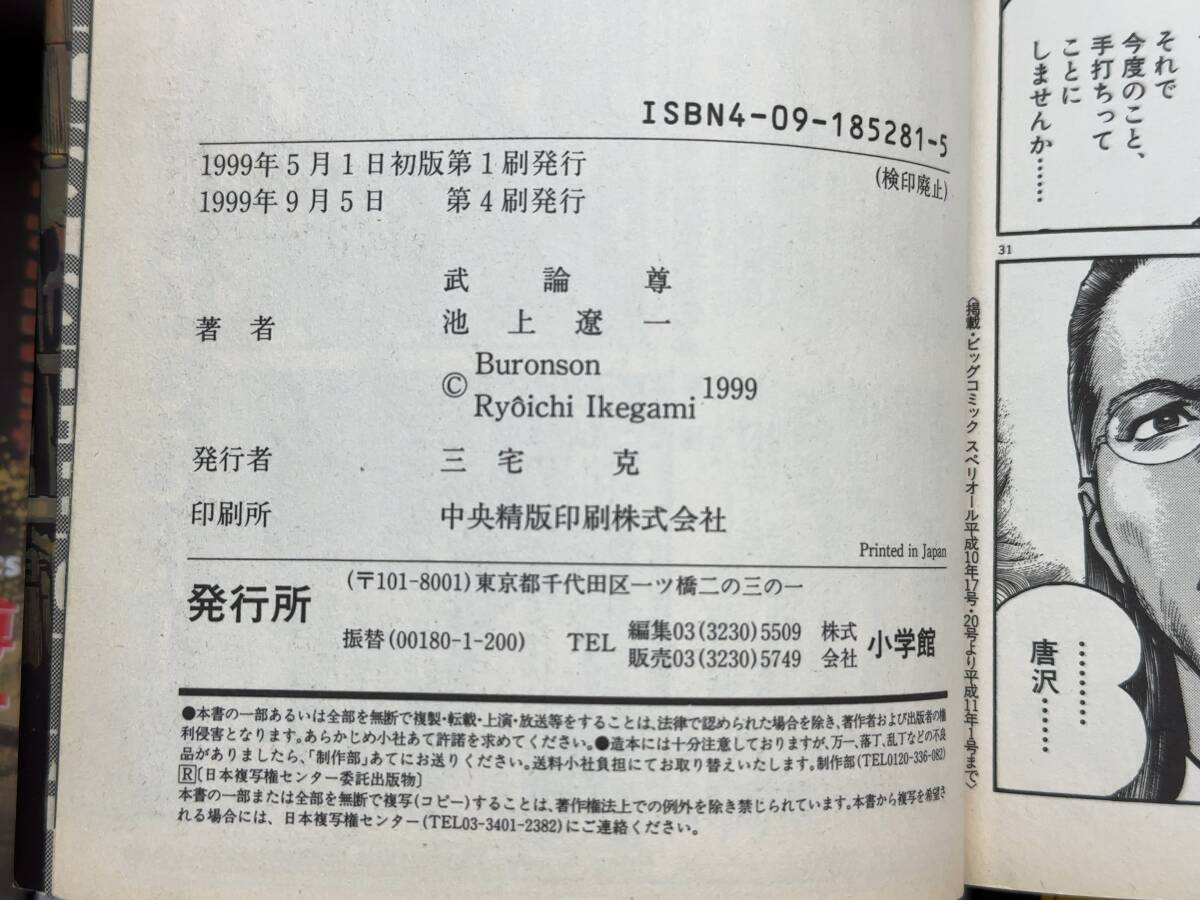 ISBN4-09-185281-5
1999年5月1日初版第1刷発行
(検印廃止)
1999年9月5日 第4刷発行
著者
武論尊
池上遼一
© Buronson
Ryôichi Ikegami 1999
発行者 三宅 克
印刷所 中央精版印刷株式会社
Printed in Japan
発行所
(〒101-8001)東京都千代田区一ツ橋二の三の一
振替(00180-1-200) TEL 編集03(3230)5509
販売03(3230)5749
株式会社 小学館
●本書の一部あるいは全部を無断で複製・転載・上演・放送等をすることは、法律で認められた場合を除き、著作者および出版者の権
利侵害となります。あらかじめ小社あて許諾を求めてください。●造本には十分注意しておりますが、万一、落丁、乱丁などの不良
品がありましたら、「制作部」あてにお送りください。送料小社負担にてお取り替えいたします。制作部(TEL0120-336-082)
R〔日本複写権センター委託出版物〕
本書の一部または全部を無断で複写(コピー)することは、著作権法上での例外を除き禁じられています。本書から複写を希望さ
れる場合には、日本複写権センター(TEL03-3401-2382)にご連絡ください。
〈掲載・ビッグコミック スペリオール平成10年17号・20号より平成11年1号まで〉
それで
今度のこと、
手打ちって
ことに
しませんか……
31
………
唐沢……